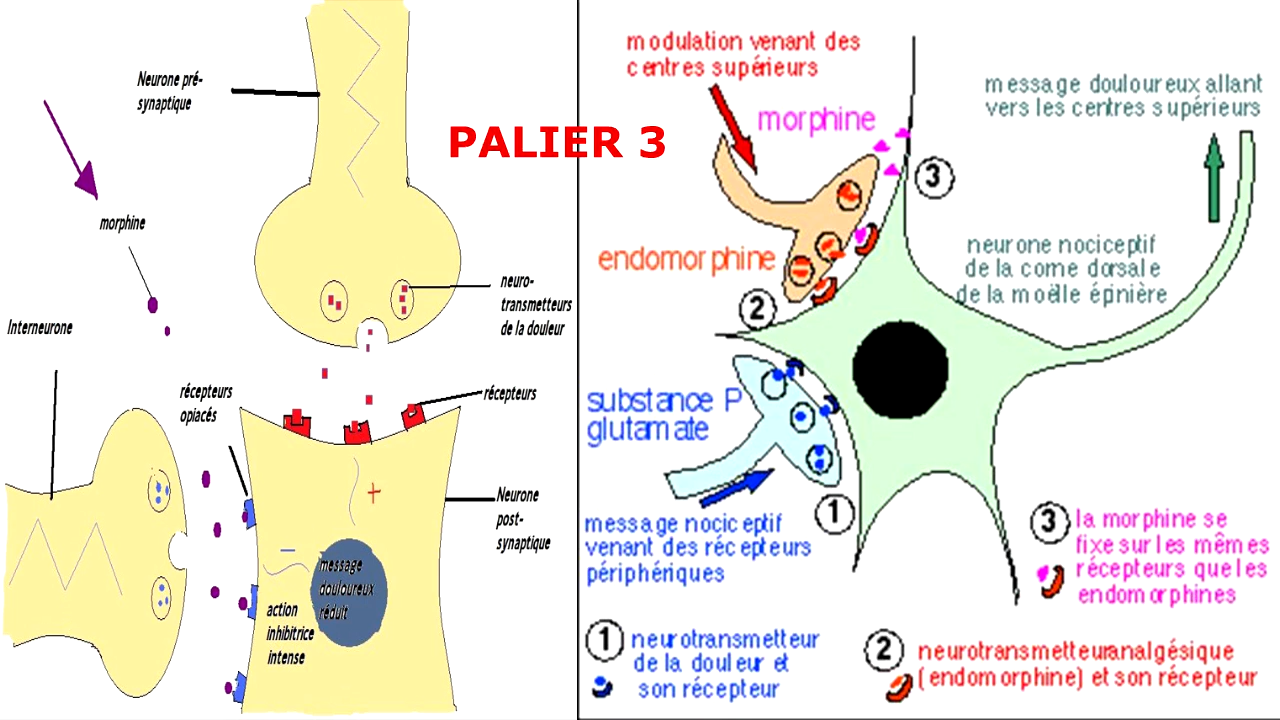 PALIER 3
Neurone pré-
synaptique
morphine
neuro-
transmetteurs
de la douleur
Interneurone
récepteurs
opiacés
récepteurs
Neurone
post-
synaptique
+
–
message
douloureux
réduit
action
inhibitrice
intense
modulation venant des
centres supérieurs
morphine
message douloureux allant
vers les centres supérieurs
3
endomorphine
neurone nociceptif
de la corne dorsale
de la moëlle épinière
2
substance P
glutamate
1
message nociceptif
venant des récepteurs
périphériques
3 la morphine se
fixe sur les mêmes
récepteurs que les
endomorphines
1 neurotransmetteur
de la douleur et
son récepteur
2 neurotransmetteuranalgésique
(endomorphine) et son récepteur